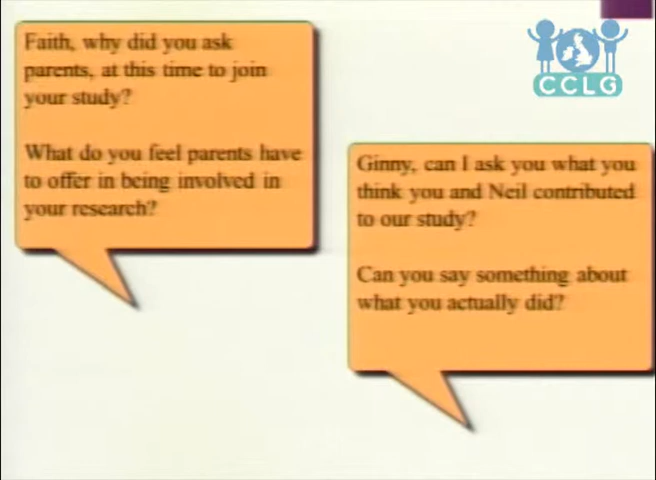 Faith, why did you ask
parents, at this time to join
your study?
What do you feel parents have
to offer in being involved in
your research?
CCLG
Ginny, can I ask you what you
think you and Neil contributed
to our study?
Can you say something about
what you actually did?